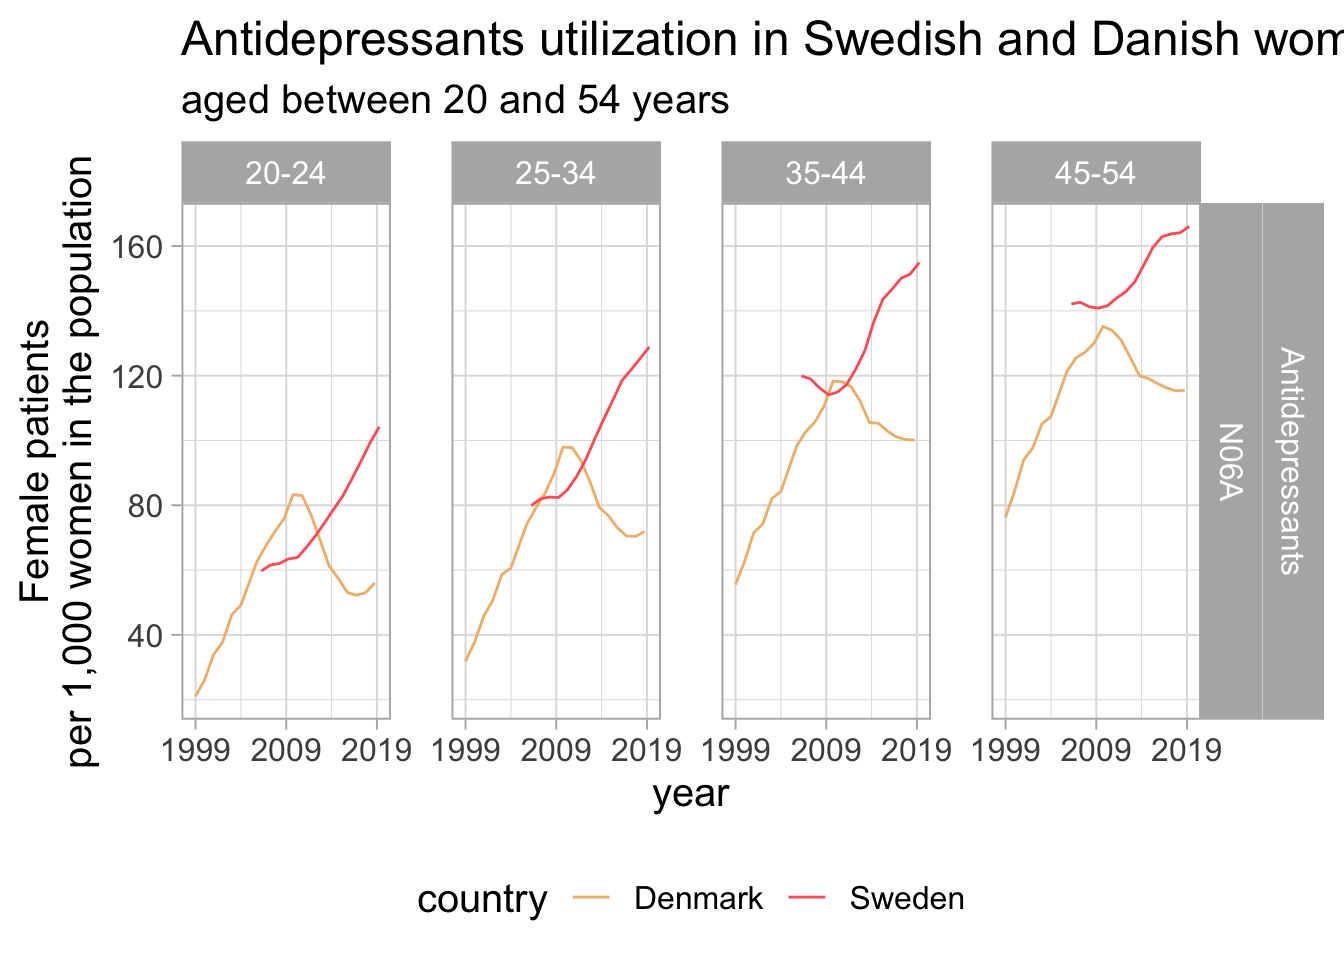 Antidepressants utilization in Swedish and Danish wom
aged between 20 and 54 years
20-24
25-34
35-44
45-54
Female patients
per 1,000 women in the population
160
120
80
40
N06A
Antidepressants
1999 2009 2019
1999 2009 2019
1999 2009 2019
1999 2009 2019
year
country
Denmark
Sweden